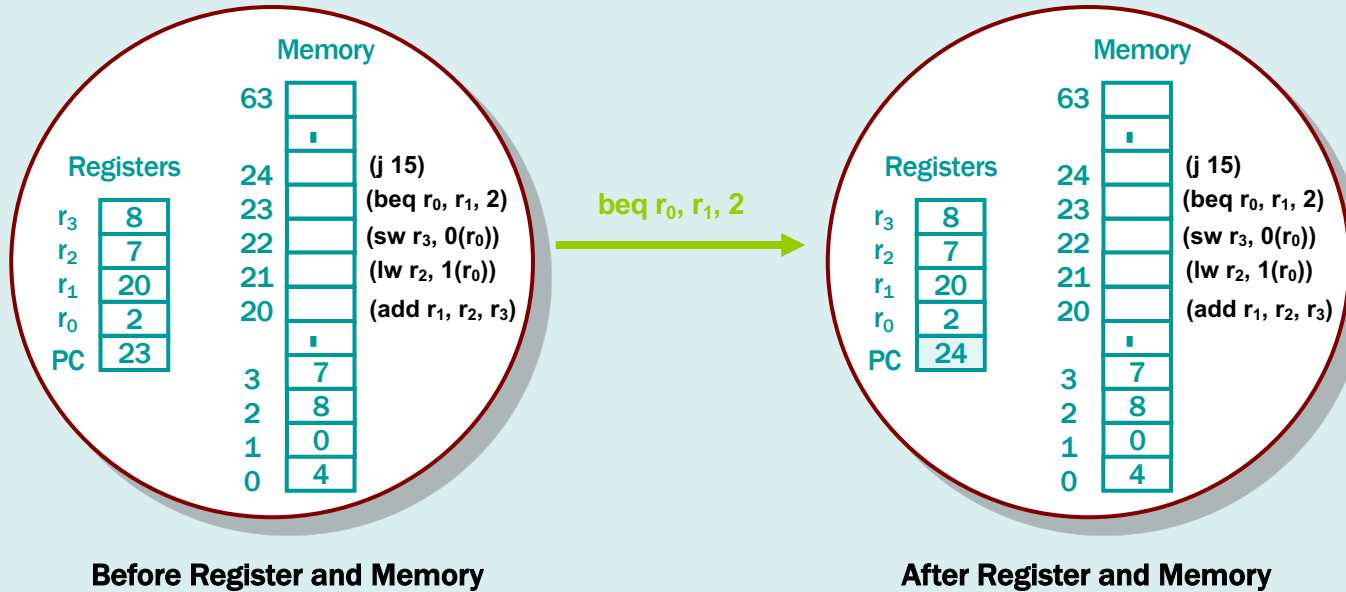 Memory
63
Registers
24 (j 15)
r₃ 8 23 (beq r₀, r₁, 2)
r₂ 7 22 (sw r₃, 0(r₀))
r₁ 20 21 (lw r₂, 1(r₀))
r₀ 2 20 (add r₁, r₂, r₃)
PC 23
3 7
2 8
1 0
0 4
Before Register and Memory
beq r₀, r₁, 2
Memory
63
Registers
24 (j 15)
r₃ 8 23 (beq r₀, r₁, 2)
r₂ 7 22 (sw r₃, 0(r₀))
r₁ 20 21 (lw r₂, 1(r₀))
r₀ 2 20 (add r₁, r₂, r₃)
PC 24
3 7
2 8
1 0
0 4
After Register and Memory